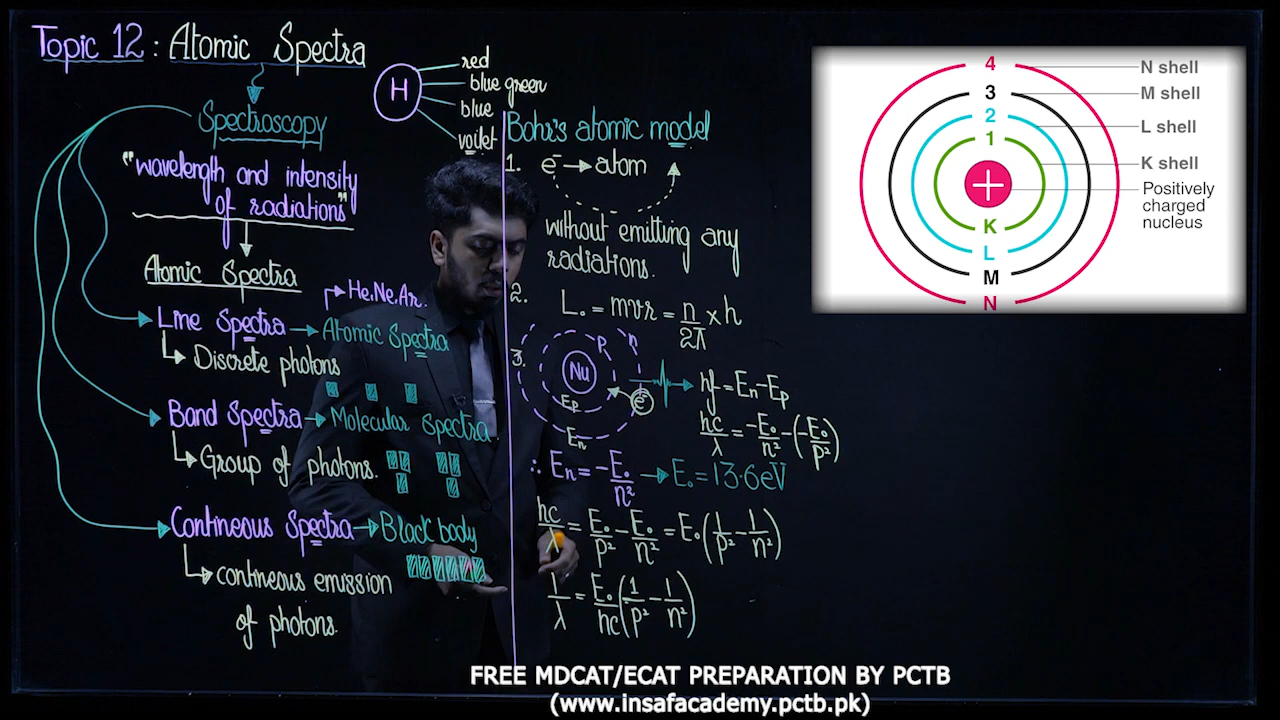 Topic 12 : Atomic Spectra
Spectroscopy
"wavelength and intensity
of radiations"
Atomic Spectra
He.Ne.Ar.
Line Spectra → Atomic Spectra
Discrete photons
Band Spectra → Molecular Spectra
Group of photons.
Contineous Spectra → Black body
contineous emission
of photons.
H
red
blue green
blue
voilet
Bohr's atomic model
1. e⁻ → atom
without emitting any
radiations.
2. L. = mvr = n/2π × h
3. Nu
p
n
e⁻
Ep
En
hf = En - Ep
hc/λ = -E₀/n² - (-E₀/p²)
∴ En = -E₀/n² → E₀ = 13.6eV
hc/λ = E₀/p² - E₀/n² = E₀(1/p² - 1/n²)
1/λ = E₀/hc(1/p² - 1/n²)
4
3
2
1
K
L
M
N
N shell
M shell
L shell
K shell
Positively
charged
nucleus
FREE MDCAT/ECAT PREPARATION BY PCTB
(www.insafacademy.pctb.pk)